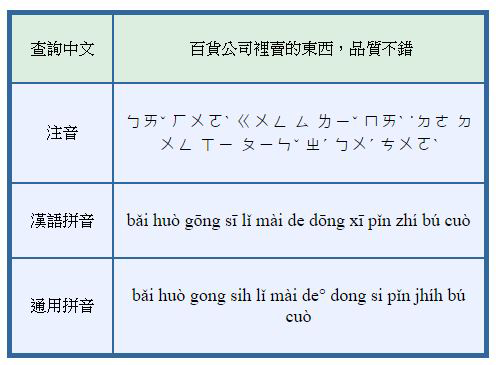 查詢中文
百貨公司裡賣的東西，品質不錯
注音
ㄅㄞˇ ㄏㄨㄛˋ ㄍㄨㄥ ㄙ ㄌㄧˇ ㄇㄞˋ ˙ㄉㄜ ㄉ
ㄨㄥ ㄒㄧ ㄆㄧㄣˇ ㄓˊ ㄅㄨˊ ㄘㄨㄛˋ
漢語拼音
bǎi huò gōng sī lǐ mài de dōng xī pǐn zhí bú cuò
通用拼音
bǎi huò gong sih lǐ mài de° dong si pǐn jhíh bú
cuò